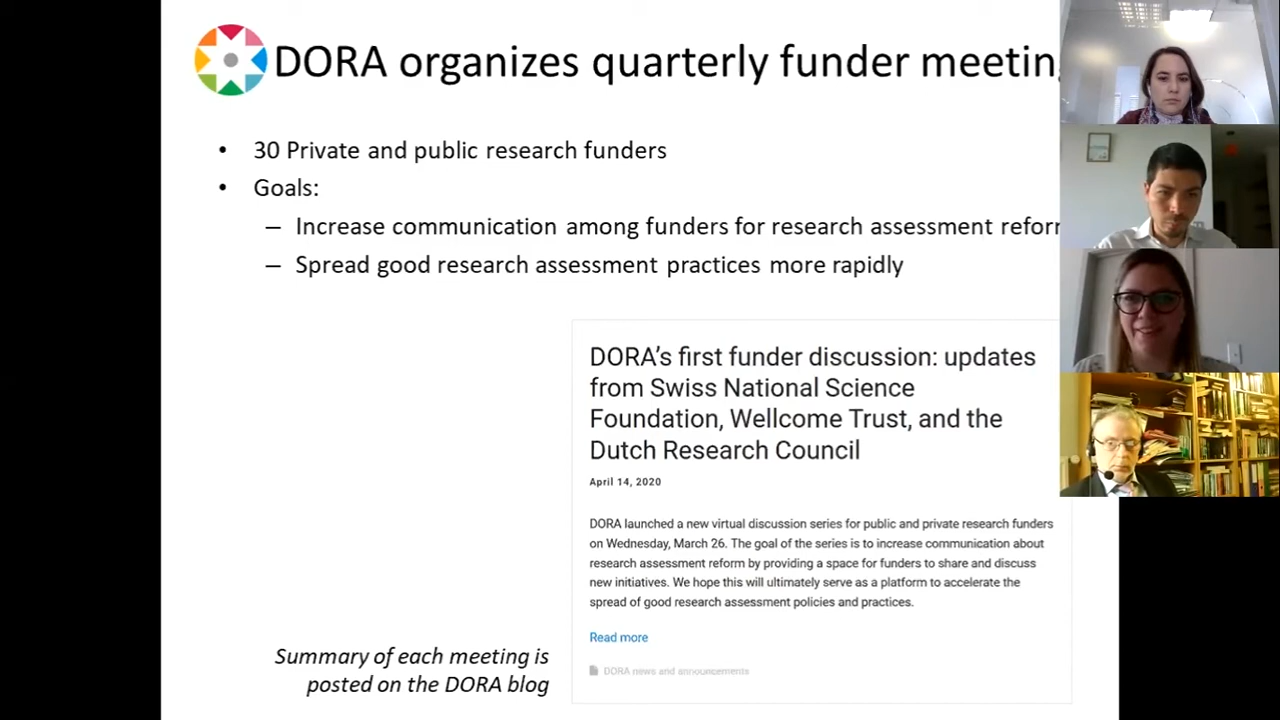 DORA organizes quarterly funder meetin
• 30 Private and public research funders
• Goals:
– Increase communication among funders for research assessment refor
– Spread good research assessment practices more rapidly
DORA’s first funder discussion: updates
from Swiss National Science
Foundation, Wellcome Trust, and the
Dutch Research Council
April 14, 2020
DORA launched a new virtual discussion series for public and private research funders
on Wednesday, March 26. The goal of the series is to increase communication about
research assessment reform by providing a space for funders to share and discuss
new initiatives. We hope this will ultimately serve as a platform to accelerate the
spread of good research assessment policies and practices.
Read more
DORA news and announcements
Summary of each meeting is
posted on the DORA blog